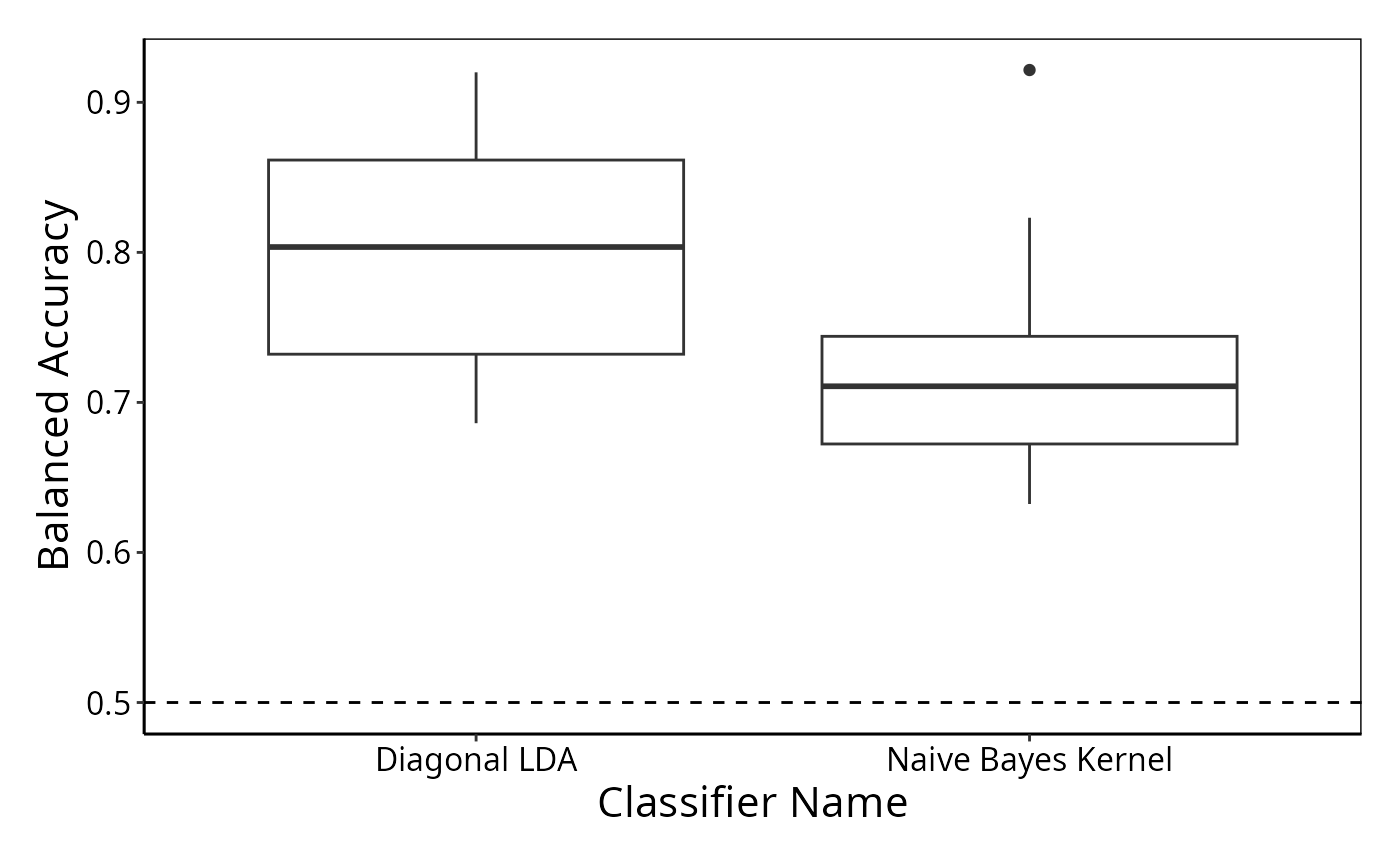 Balanced Accuracy
0.9
0.8
0.7
0.6
0.5
Diagonal LDA
Naive Bayes Kernel
Classifier Name